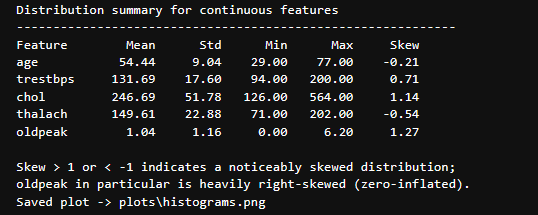 Distribution summary for continuous features
-------------------------------------------------------------
Feature Mean Std Min Max Skew
age 54.44 9.04 29.00 77.00 -0.21
trestbps 131.69 17.60 94.00 200.00 0.71
chol 246.69 51.78 126.00 564.00 1.14
thalach 149.61 22.88 71.00 202.00 -0.54
oldpeak 1.04 1.16 0.00 6.20 1.27
Skew > 1 or < -1 indicates a noticeably skewed distribution;
oldpeak in particular is heavily right-skewed (zero-inflated).
Saved plot -> plots\histograms.png